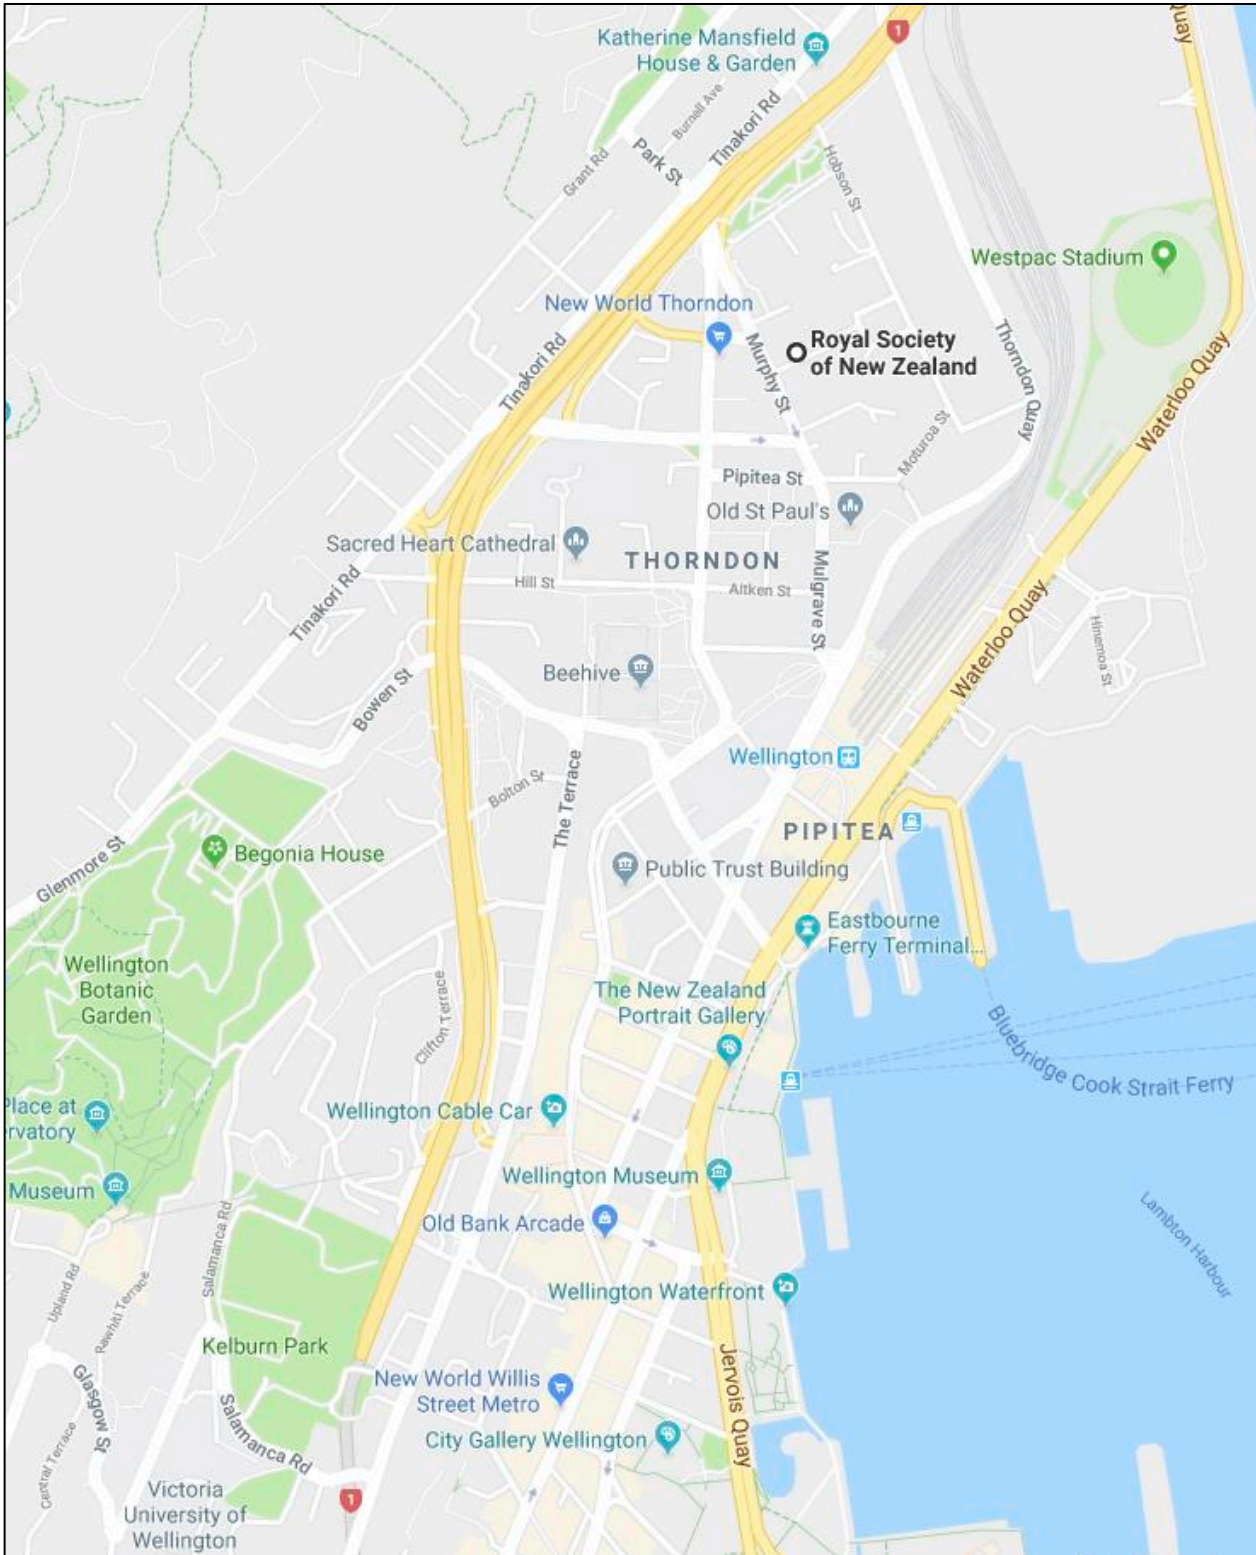 Quay
1
Katherine Mansfield
House & Garden
Burnell Ave
Tinakori Rd
Park St
Grant Rd
Hobson St
Westpac Stadium
New World Thorndon
Murphy St
Royal Society
of New Zealand
Thorndon Quay
Tinakori Rd
Waterloo Quay
Moturoa St
Pipitea St
Old St Paul's
Sacred Heart Cathedral
THORNDON
Hill St
Aitken St
Mulgrave St
Tinakori Rd
Waterloo Quay
Hinemoa St
Beehive
Bowen St
Wellington
The Terrace
Bolton St
PIPITEA
Begonia House
Glenmore St
Public Trust Building
Eastbourne
Ferry Terminal...
Wellington
Botanic
Garden
Clifton Terrace
The New Zealand
Portrait Gallery
Bluebridge Cook Strait Ferry
Place at
rvatory
Wellington Cable Car
Wellington Museum
Museum
Old Bank Arcade
Lambton Harbour
Salamanca Rd
Upland Rd
Rawhiti Terrace
Wellington Waterfront
Kelburn Park
New World Willis
Street Metro
Jervois Quay
Glasgow St
Salamanca Rd
City Gallery Wellington
Central Terrace
Victoria
University of
Wellington
1